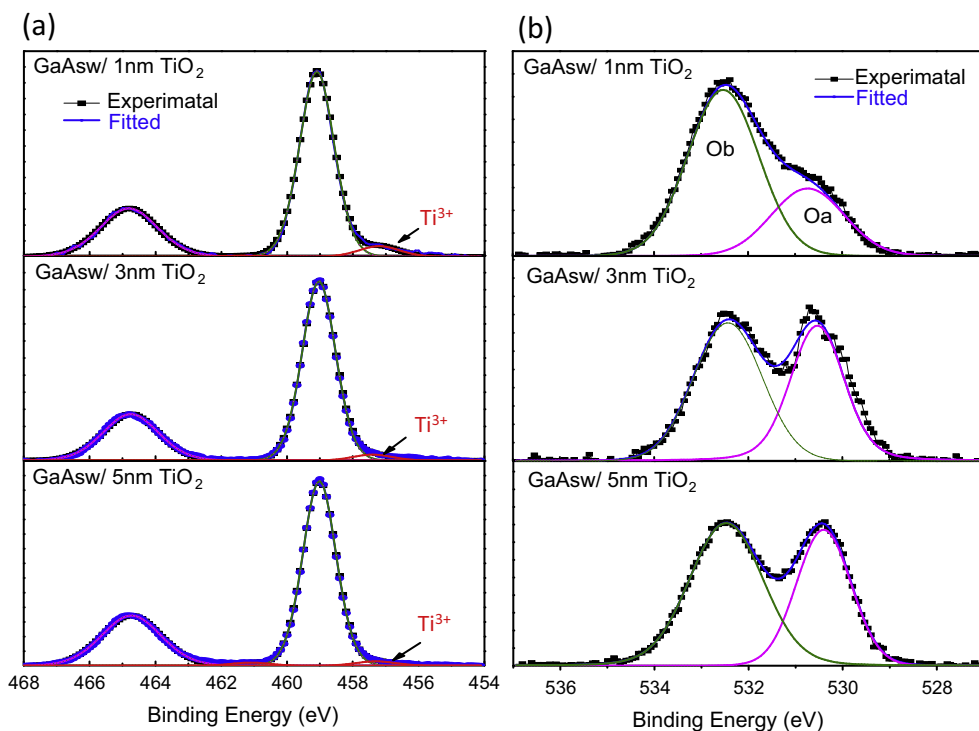 (a)
GaAsw/ 1nm TiO₂
Experimatal
Fitted
Ti³⁺
GaAsw/ 3nm TiO₂
Ti³⁺
GaAsw/ 5nm TiO₂
Ti³⁺
468 466 464 462 460 458 456 454
Binding Energy (eV)
(b)
GaAsw/ 1nm TiO₂
Experimatal
Fitted
Ob
Oa
GaAsw/ 3nm TiO₂
GaAsw/ 5nm TiO₂
536 534 532 530 528
Binding Energy (eV)